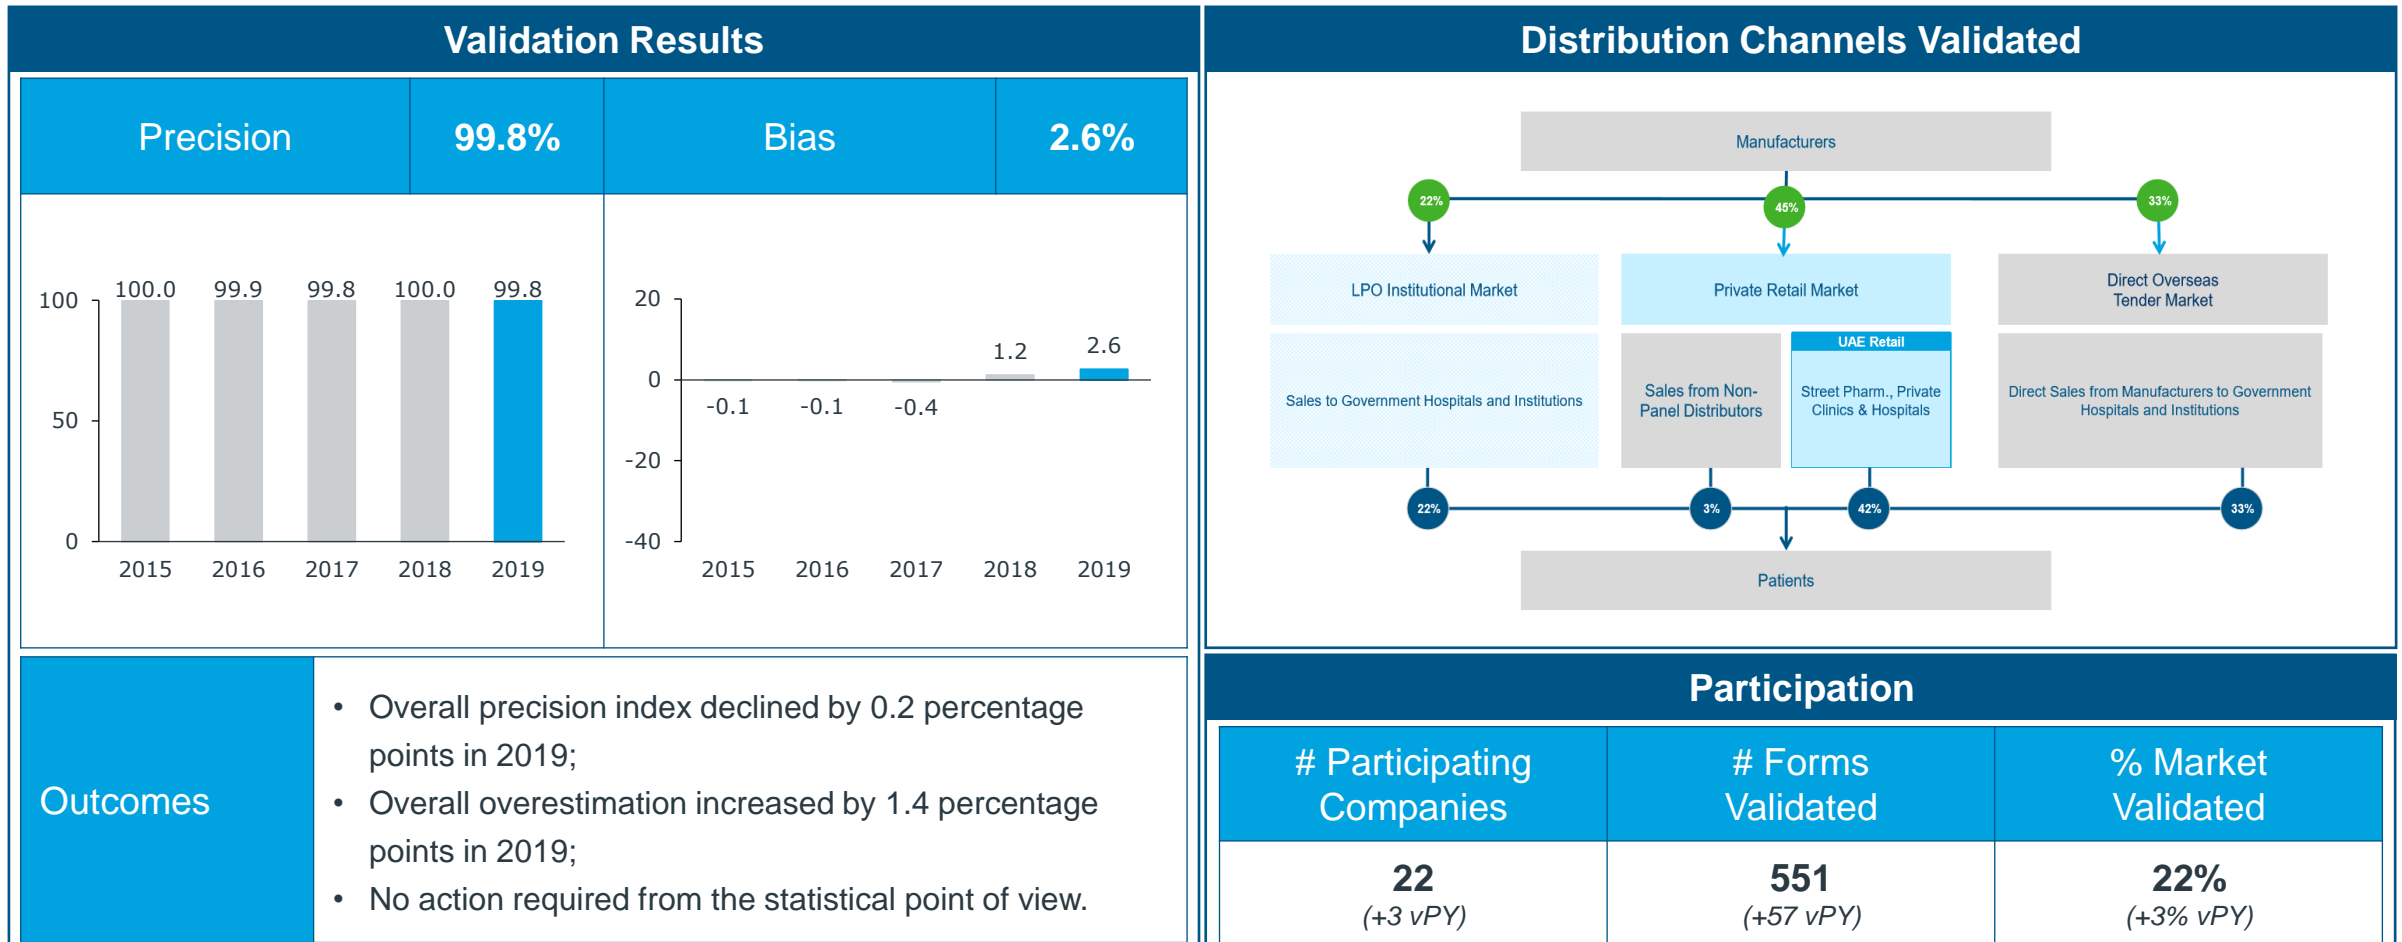 Validation Results
Precision
99.8%
Bias
2.6%
100
50
0
100.0
99.9
99.8
100.0
99.8
2015
2016
2017
2018
2019
20
0
-20
-40
-0.1
-0.1
-0.4
1.2
2.6
2015
2016
2017
2018
2019
Outcomes
• Overall precision index declined by 0.2 percentage
points in 2019;
• Overall overestimation increased by 1.4 percentage
points in 2019;
• No action required from the statistical point of view.
Distribution Channels Validated
Manufacturers
22%
45%
33%
LPO Institutional Market
Private Retail Market
Direct Overseas
Tender Market
Sales to Government Hospitals and Institutions
Sales from Non-
Panel Distributors
UAE Retail
Street Pharm., Private
Clinics & Hospitals
Direct Sales from Manufacturers to Government
Hospitals and Institutions
22%
3%
42%
33%
Patients
Participation
# Participating
Companies
# Forms
Validated
% Market
Validated
22
(+3 vPY)
551
(+57 vPY)
22%
(+3% vPY)